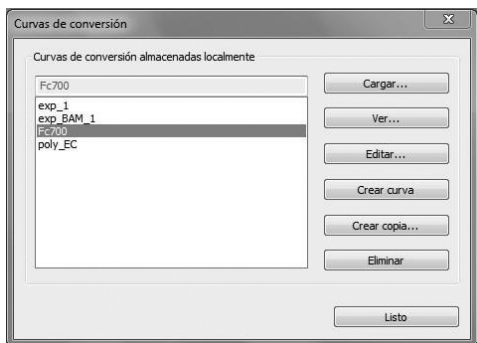 Curvas de conversión
Curvas de conversión almacenadas localmente
Fc700
exp_1
exp_BAM_1
Fc700
poly_EC
Cargar...
Ver...
Editar...
Crear curva
Crear copia...
Eliminar
Listo